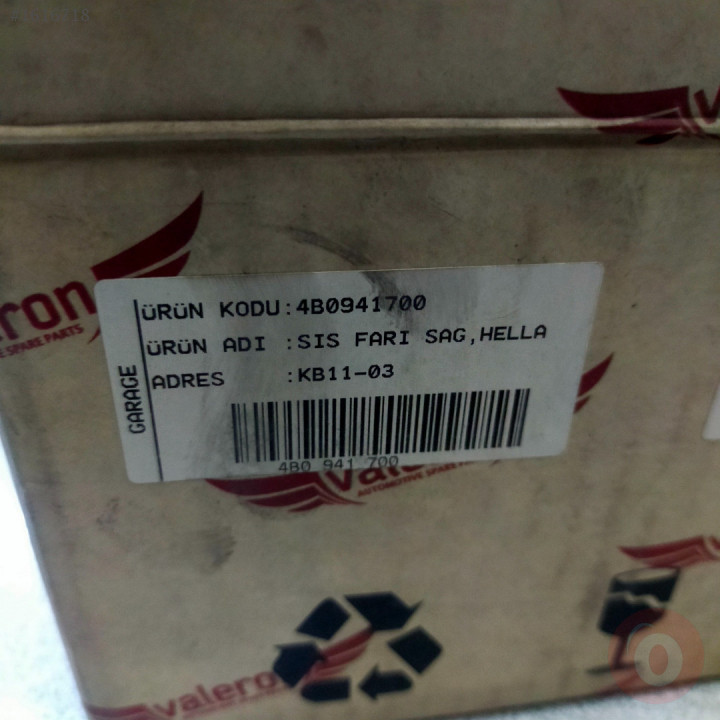 ÜRÜN KODU:4B0941700
ÜRÜN ADI :SIS FARI SAG,HELLA
ADRES :KB11-03
GARAGE
4B0 941 700
valeron
AUTOMOTIVE SPARE PARTS